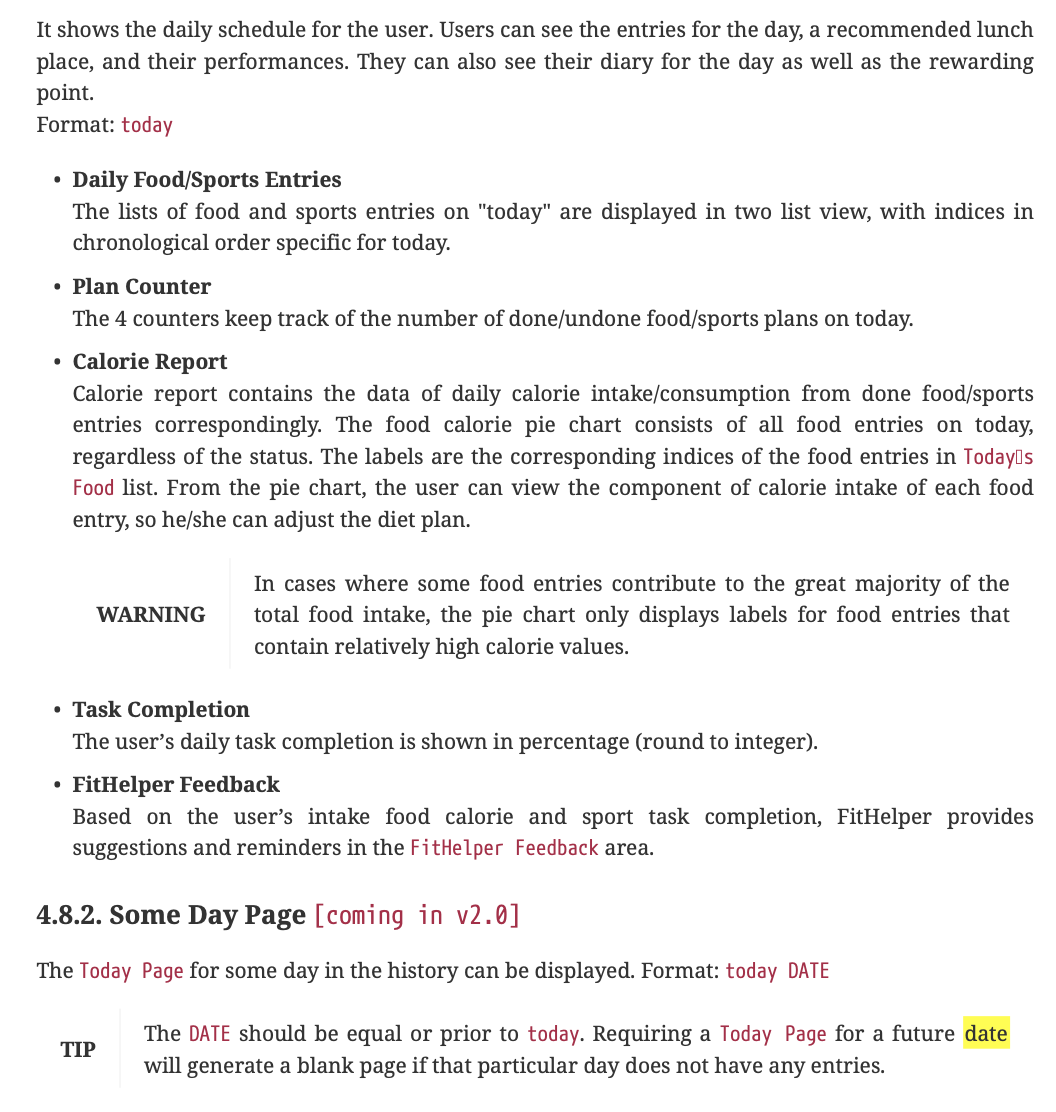 It shows the daily schedule for the user. Users can see the entries for the day, a recommended lunch
place, and their performances. They can also see their diary for the day as well as the rewarding
point.
Format: today
• Daily Food/Sports Entries
The lists of food and sports entries on "today" are displayed in two list view, with indices in
chronological order specific for today.
• Plan Counter
The 4 counters keep track of the number of done/undone food/sports plans on today.
• Calorie Report
Calorie report contains the data of daily calorie intake/consumption from done food/sports
entries correspondingly. The food calorie pie chart consists of all food entries on today,
regardless of the status. The labels are the corresponding indices of the food entries in Today▯s
Food list. From the pie chart, the user can view the component of calorie intake of each food
entry, so he/she can adjust the diet plan.
In cases where some food entries contribute to the great majority of the
WARNING total food intake, the pie chart only displays labels for food entries that
contain relatively high calorie values.
• Task Completion
The user’s daily task completion is shown in percentage (round to integer).
• FitHelper Feedback
Based on the user’s intake food calorie and sport task completion, FitHelper provides
suggestions and reminders in the FitHelper Feedback area.
4.8.2. Some Day Page [coming in v2.0]
The Today Page for some day in the history can be displayed. Format: today DATE
TIP
The DATE should be equal or prior to today. Requiring a Today Page for a future date
will generate a blank page if that particular day does not have any entries.